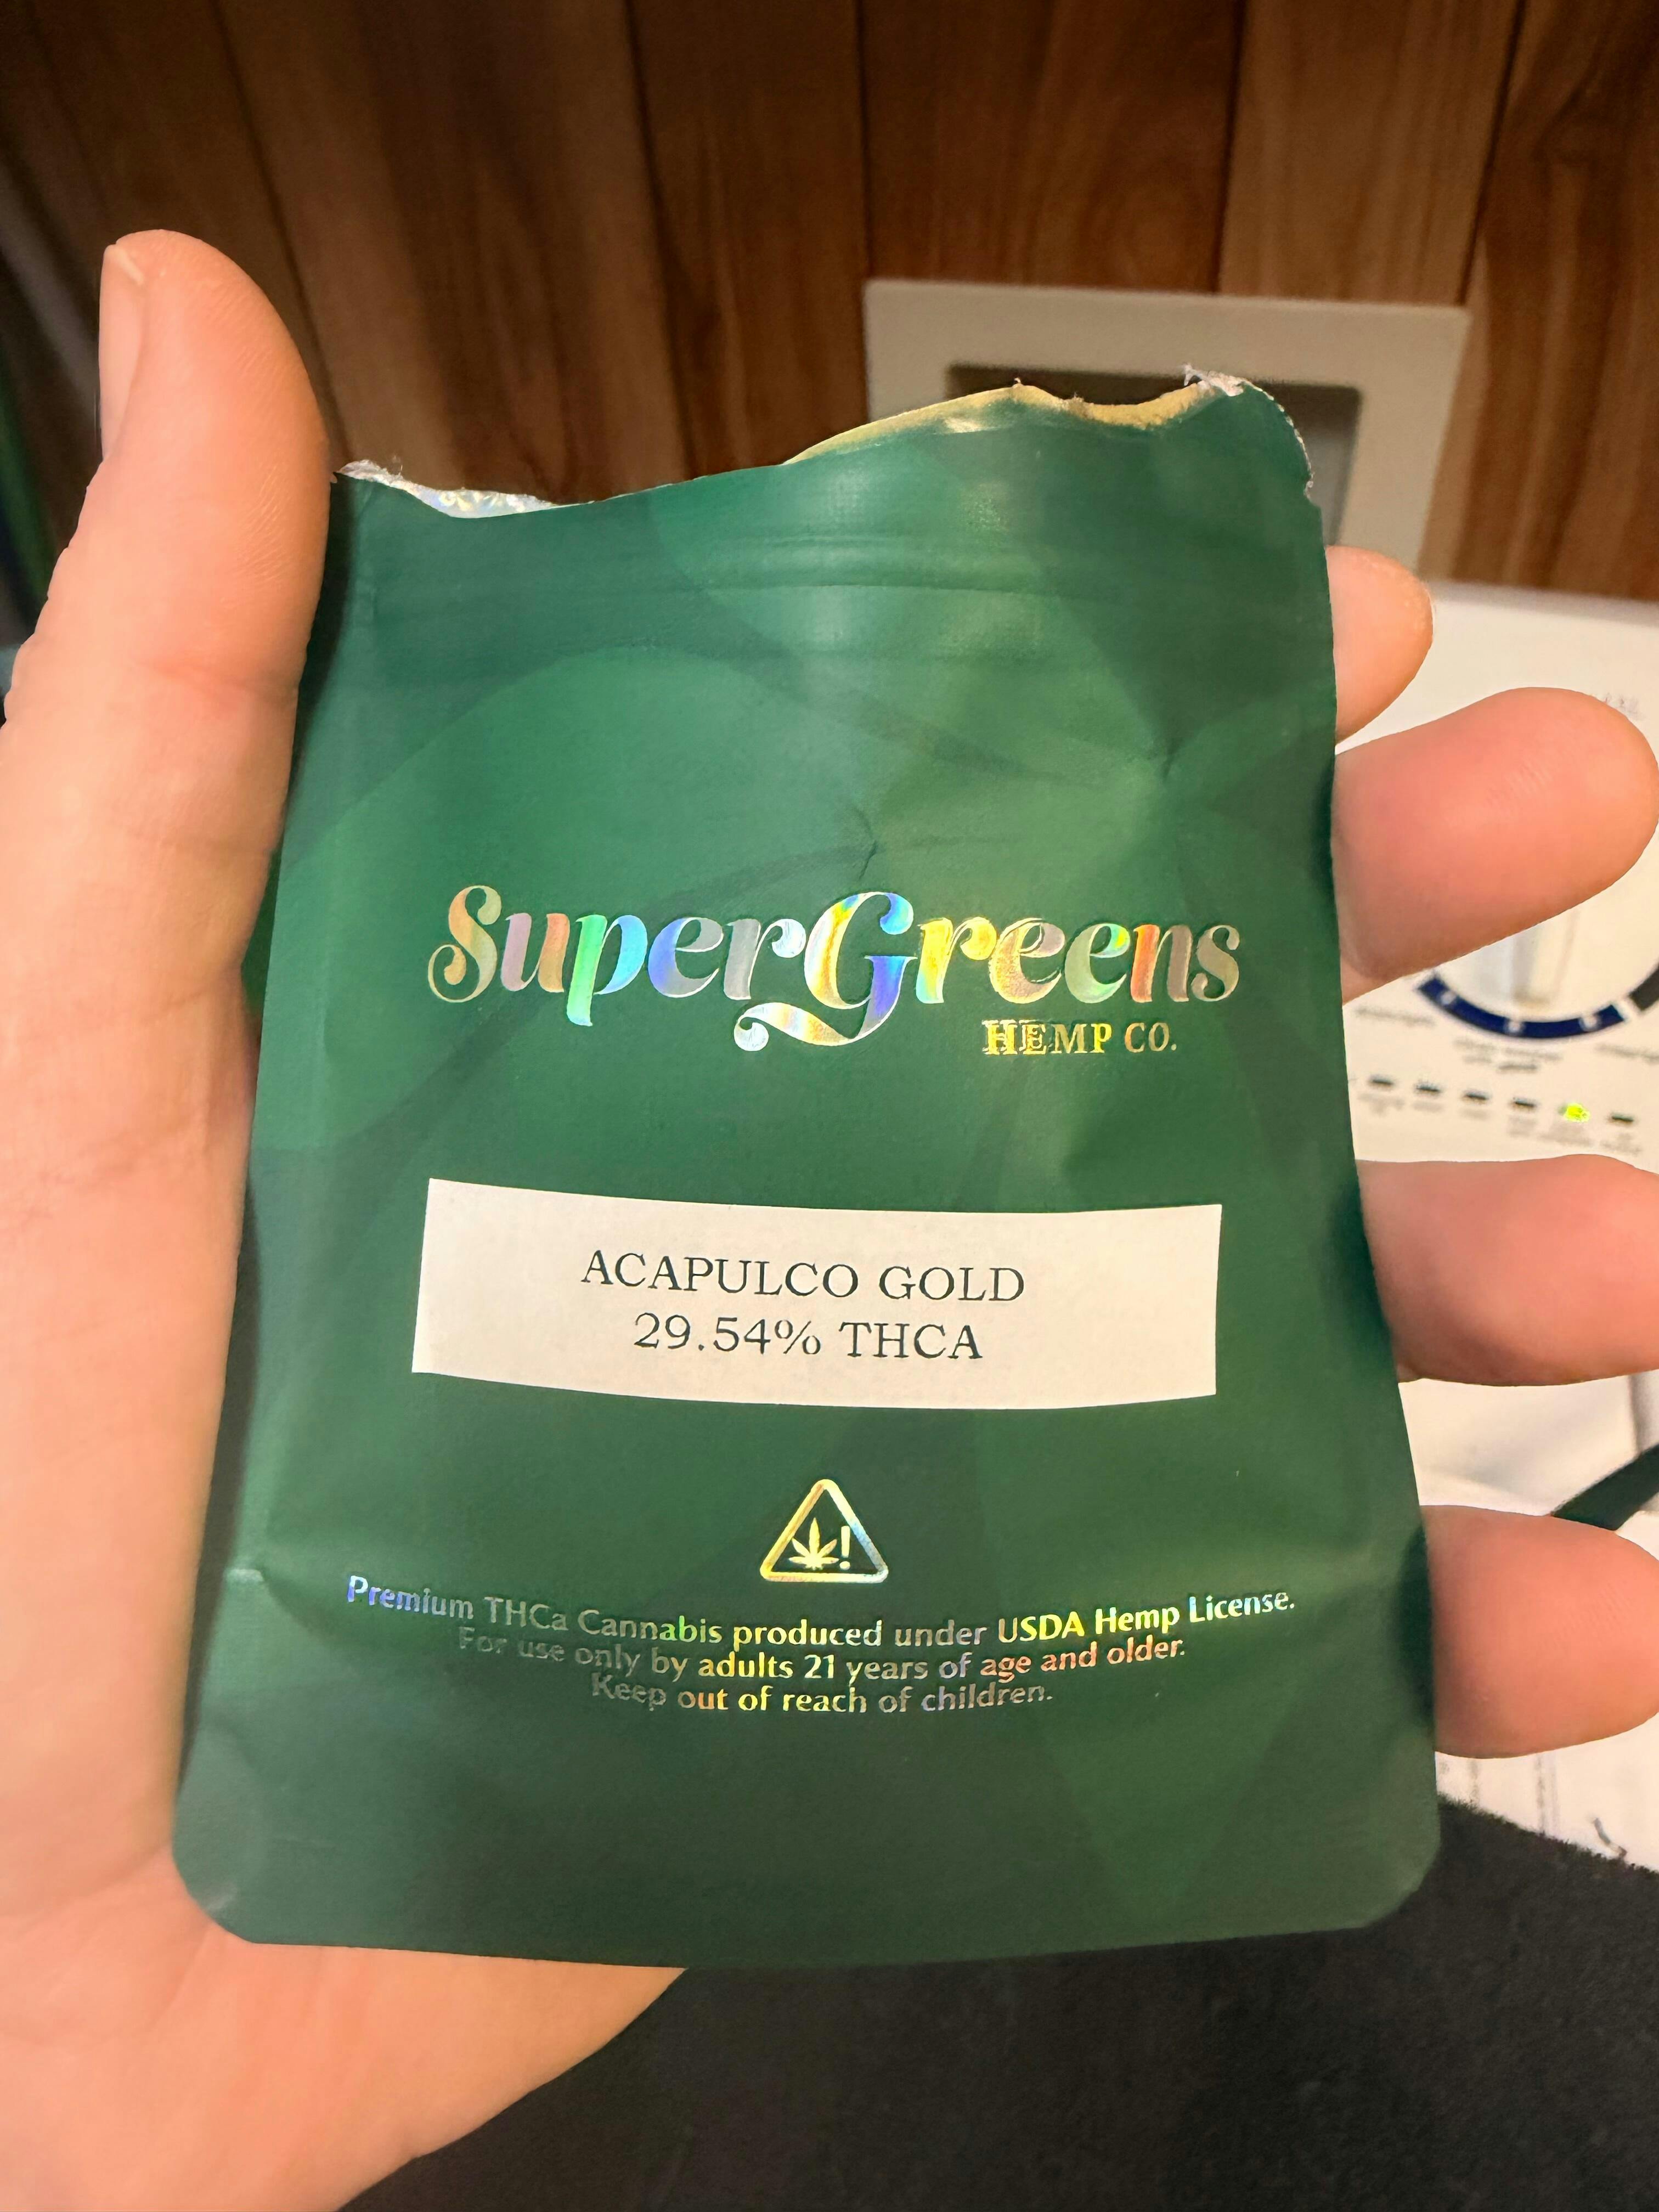 SuperGreens
HEMP CO.
ACAPULCO GOLD
29.54% THCA
!
Premium THCa Cannabis produced under USDA Hemp License.
For use only by adults 21 years of age and older.
Keep out of reach of children.